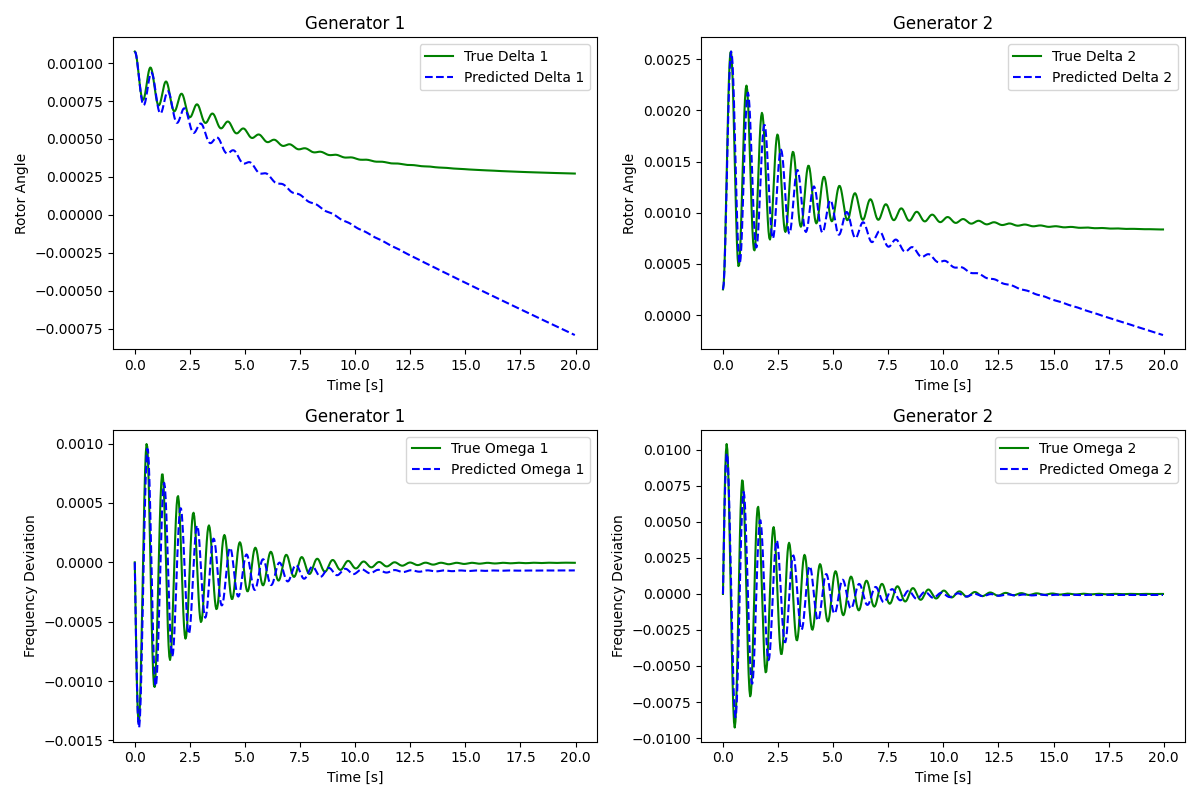 Generator 1
True Delta 1
Predicted Delta 1
Rotor Angle
0.00100
0.00075
0.00050
0.00025
0.00000
−0.00025
−0.00050
−0.00075
0.0 2.5 5.0 7.5 10.0 12.5 15.0 17.5 20.0
Time [s]
Generator 2
True Delta 2
Predicted Delta 2
Rotor Angle
0.0025
0.0020
0.0015
0.0010
0.0005
0.0000
0.0 2.5 5.0 7.5 10.0 12.5 15.0 17.5 20.0
Time [s]
Generator 1
True Omega 1
Predicted Omega 1
Frequency Deviation
0.0010
0.0005
0.0000
−0.0005
−0.0010
−0.0015
0.0 2.5 5.0 7.5 10.0 12.5 15.0 17.5 20.0
Time [s]
Generator 2
True Omega 2
Predicted Omega 2
Frequency Deviation
0.0100
0.0075
0.0050
0.0025
0.0000
−0.0025
−0.0050
−0.0075
−0.0100
0.0 2.5 5.0 7.5 10.0 12.5 15.0 17.5 20.0
Time [s]